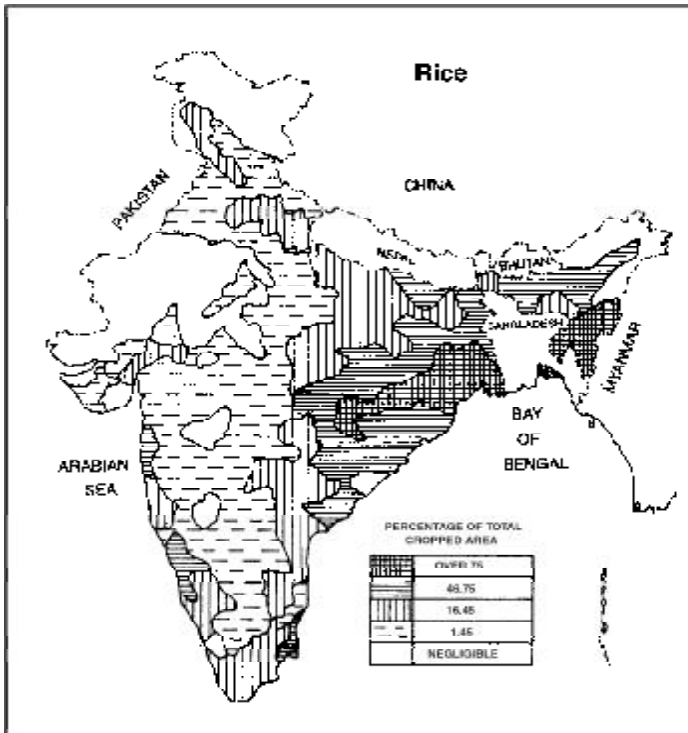 Rice
CHINA
PAKISTAN
NEPAL
BHUTAN
BANGLADESH
MYANMAR
BAY
OF
BENGAL
ARABIAN
SEA
PERCENTAGE OF TOTAL
CROPPED AREA
OVER 75
46.75
16.45
1.45
NEGLIGIBLE